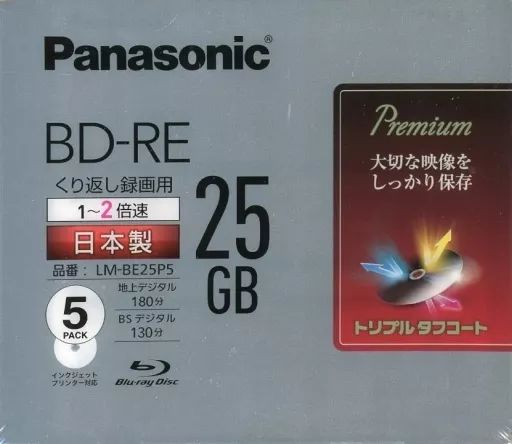 Panasonic®
BD-RE
くり返し録画用
1～2倍速
日本製
25
GB
品番： LM-BE25P5
5
PACK
地上デジタル
180分
BSデジタル
130分
インクジェット
プリンター対応
Blu-ray Disc
Premium
大切な映像を
しっかり保存
トリプルタフコート